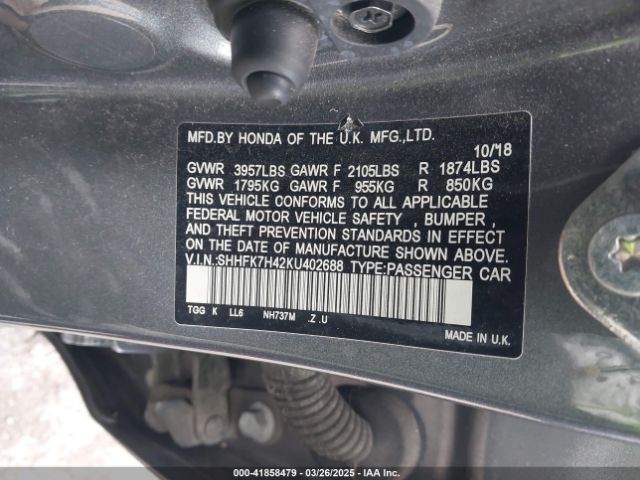 MFD.BY HONDA OF THE U.K. MFG.,LTD.
10/18
GVWR 3957LBS GAWR F 2105LBS R 1874LBS
GVWR 1795KG GAWR F 955KG R 850KG
THIS VEHICLE CONFORMS TO ALL APPLICABLE
FEDERAL MOTOR VEHICLE SAFETY , BUMPER ,
AND THEFT PREVENTION STANDARDS IN EFFECT
ON THE DATE OF MANUFACTURE SHOWN ABOVE.
V.I.N.:SHHFK7H42KU402688 TYPE:PASSENGER CAR
TGG K LL6 NH737M .Z .U
MADE IN U.K.
000-41858479 — 03/26/2025 — IAA Inc.